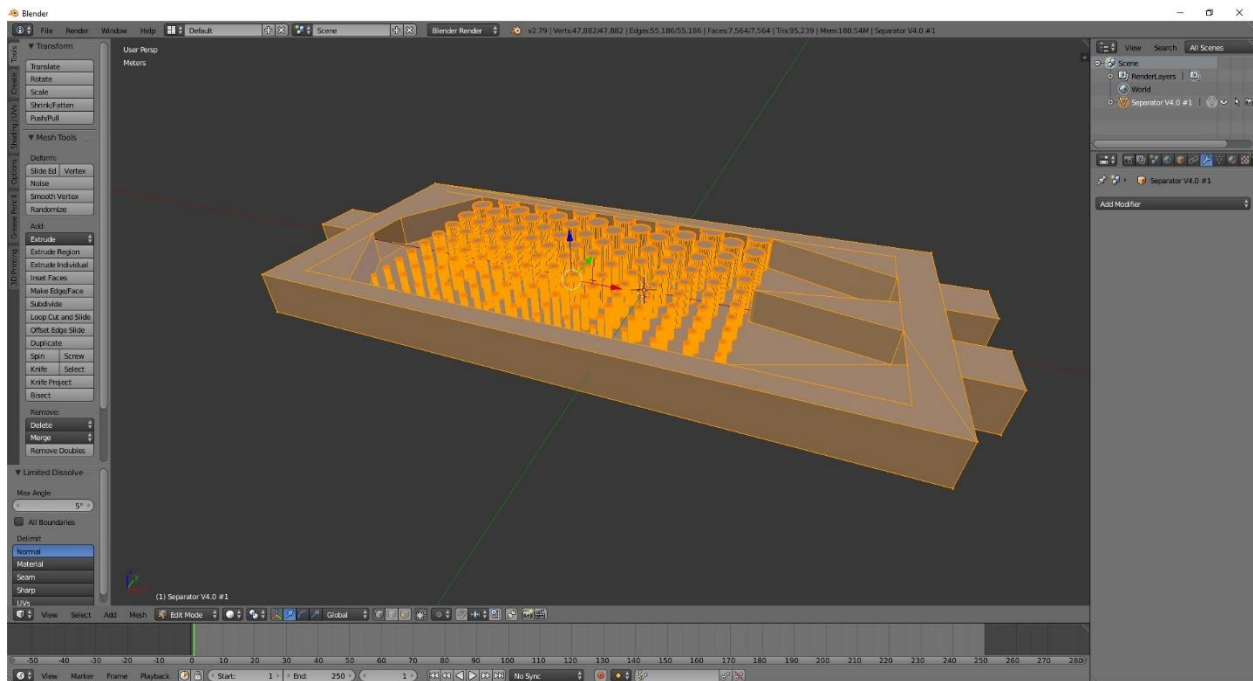 Blender
File Render Window Help Default Scene Blender Render v2.79 | Verts:47,882/47,882 | Edges:55,186/55,186 | Faces:7,564/7,564 | Tris:95,239 | Mem:180.54M | Separator V4.0 #1
Tools
Create
Shading / UVs
Options
Grease Pencil
3D Printing
Transform
Translate
Rotate
Scale
Shrink/Fatten
Push/Pull
Mesh Tools
Deform:
Slide Ed Vertex
Noise
Smooth Vertex
Randomize
Add:
Extrude
Extrude Region
Extrude Individual
Inset Faces
Make Edge/Face
Subdivide
Loop Cut and Slide
Offset Edge Slide
Duplicate
Spin Screw
Knife Select
Knife Project
Bisect
Remove:
Delete
Merge
Remove Doubles
Limited Dissolve
Max Angle:
5°
All Boundaries
Delimit
Normal
Material
Seam
Sharp
UVs
User Persp
Meters
(1) Separator V4.0 #1
View Select Add Mesh Edit Mode Global
View Search All Scenes
Scene
RenderLayers |
World
Separator V4.0 #1 |
Separator V4.0 #1
Add Modifier
-50 -40 -30 -20 -10 0 10 20 30 40 50 60 70 80 90 100 110 120 130 140 150 160 170 180 190 200 210 220 230 240 250 260 270 280
View Marker Frame Playback Start: 1 End: 250 1 No Sync